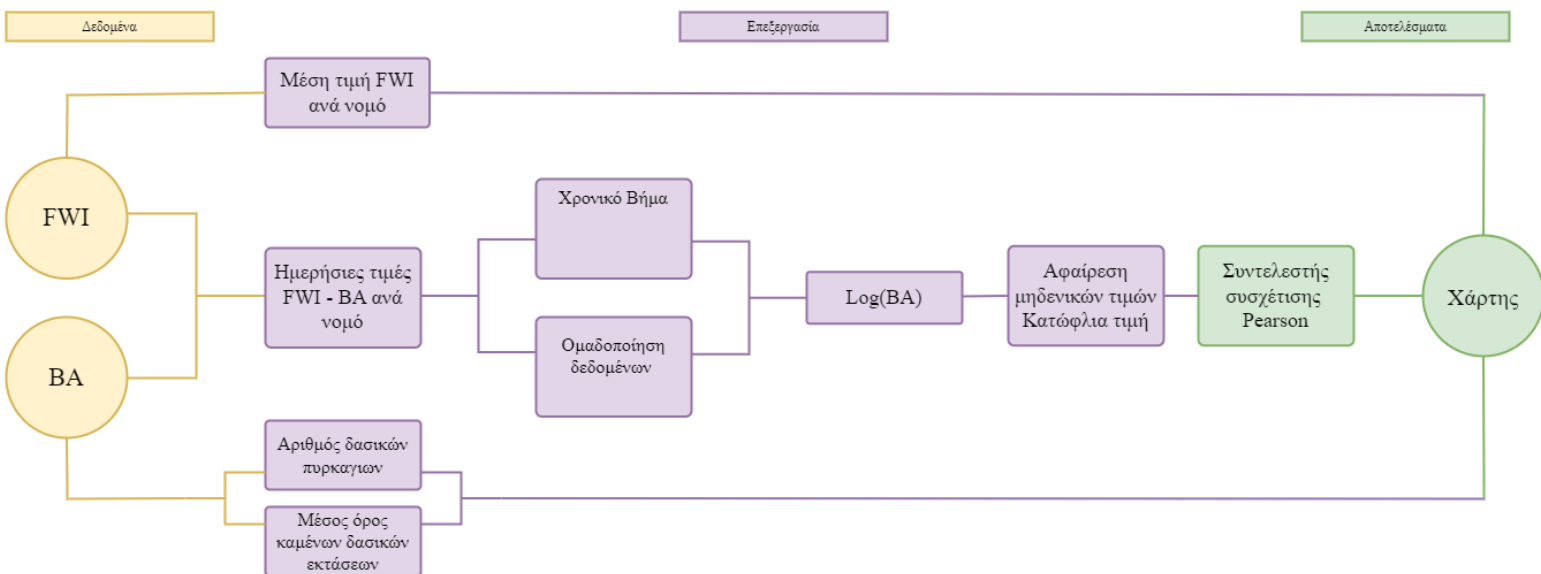 Δεδομένα
Επεξεργασία
Αποτελέσματα
Μέση τιμή FWI
ανά νομό
FWI
BA
Ημερήσιες τιμές
FWI - BA ανά
νομό
Χρονικό Βήμα
Ομαδοποίηση
δεδομένων
Log(BA)
Αφαίρεση
μηδενικών τιμών
Κατώφλια τιμή
Συντελεστής
συσχέτισης
Pearson
Χάρτης
Αριθμός δασικών
πυρκαγιων
Μέσος όρος
καμένων δασικών
εκτάσεων